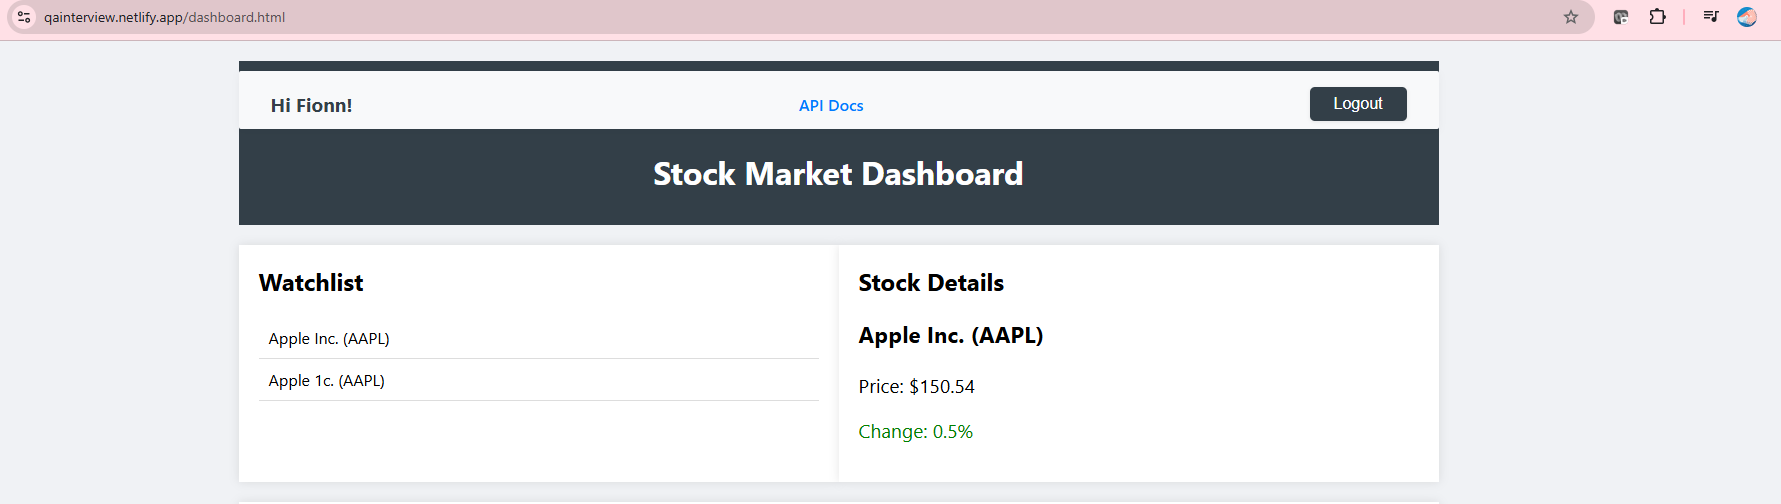 qainterview.netlify.app/dashboard.html
Hi Fionn!
API Docs
Logout
Stock Market Dashboard
Watchlist
Apple Inc. (AAPL)
Apple 1c. (AAPL)
Stock Details
Apple Inc. (AAPL)
Price: $150.54
Change: 0.5%